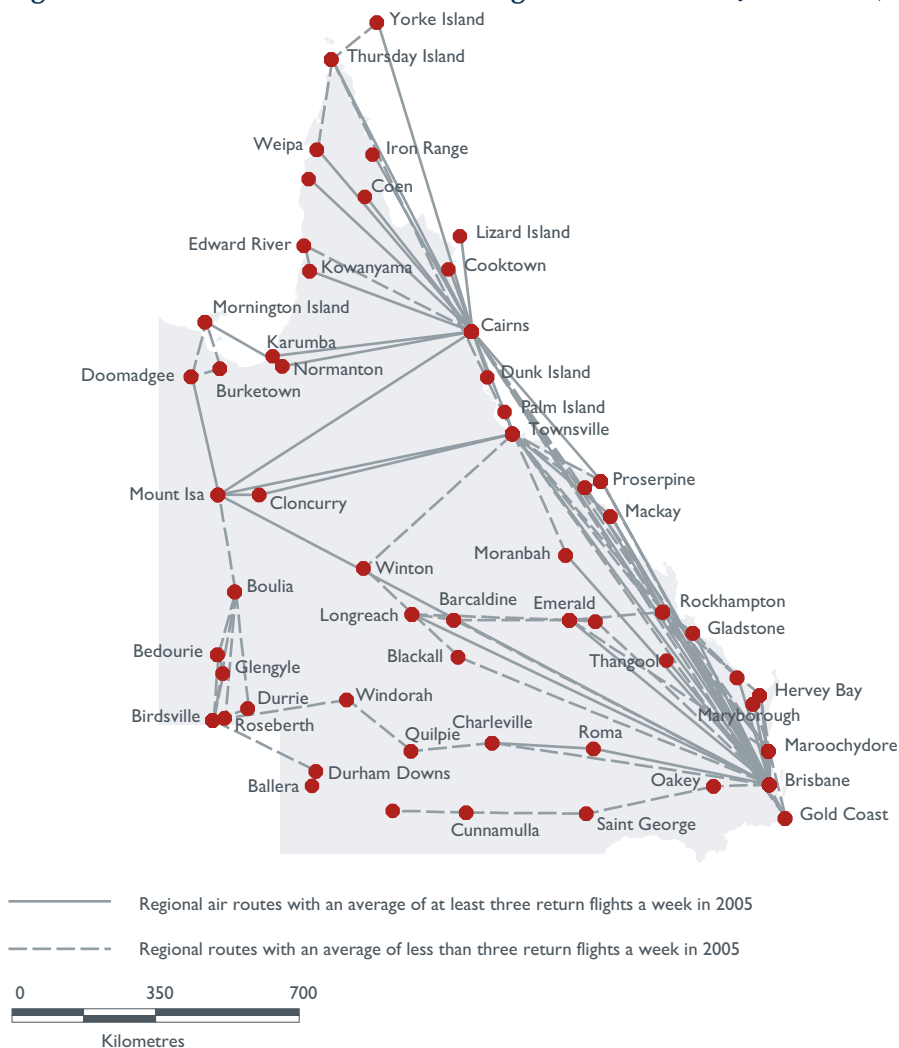 Yorke Island
Thursday Island
Weipa
Iron Range
Coen
Edward River
Lizard Island
Kowanyama
Cooktown
Mornington Island
Cairns
Karumba
Normanton
Doomadgee
Burketown
Dunk Island
Palm Island
Townsville
Proserpine
Mount Isa
Cloncurry
Mackay
Moranbah
Winton
Boulia
Barcaldine
Emerald
Rockhampton
Longreach
Gladstone
Bedourie
Blackall
Thangool
Glengyle
Hervey Bay
Durrie
Windorah
Maryborough
Birdsville
Roseberth
Charleville
Roma
Quilpie
Maroochydore
Durham Downs
Oakey
Brisbane
Ballera
Gold Coast
Cunnamulla
Saint George
Regional air routes with an average of at least three return flights a week in 2005
Regional routes with an average of less than three return flights a week in 2005
0 350 700
Kilometres